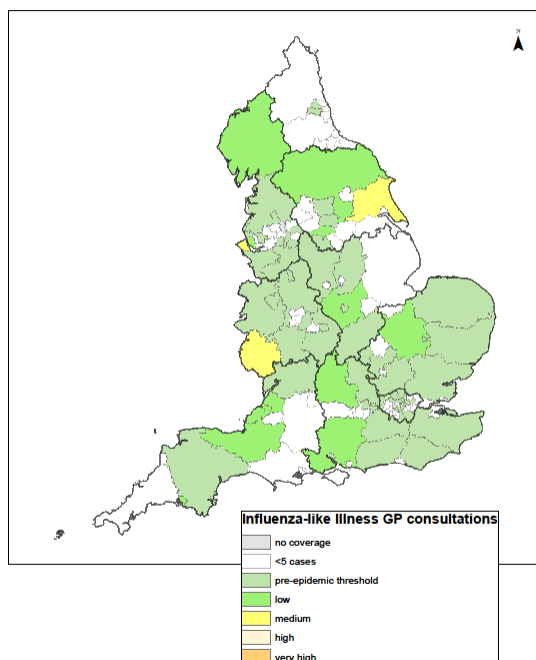 N
Influenza-like Illness GP consultations
no coverage
<5 cases
pre-epidemic threshold
low
medium
high
very high